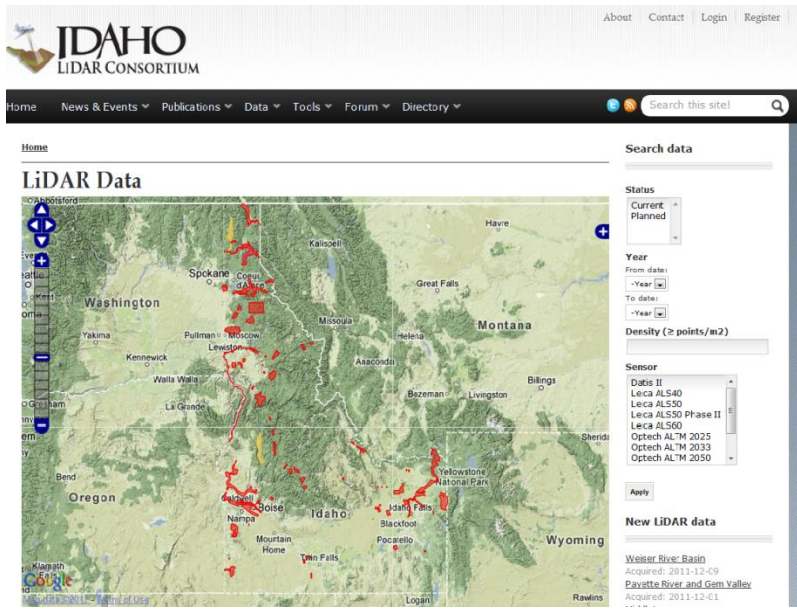 About Contact Login Register
IDAHO
LiDAR CONSORTIUM
Home News & Events Publications Data Tools Forum Directory
Search this site!
Home
LiDAR Data
Abbotsford
Havre
Kalispell
Spokane Coeur
Great Falls
Washington
Missoula
Montana
Yakima
Pullman Moscow
Helena
Lewiston
Kennewick
Anaconda
Walla Walla
Billings
Bozeman Livingston
Gresham
La Grande
Sherida
Yellowstone
National Park
Bend
Oregon
Caldwell
Boise
Idaho
Idaho Falls
Nampa
Blackfoot
Wyoming
Mountain
Home
Pocatello
Twin Falls
Klamath
Google
Map data ©2012 - Terms of Use
Logan
Rawlins
Search data
Status
Current
Planned
Year
From date:
-Year
To date:
-Year
Density (≥ points/m2)
Sensor
Datis II
Leca ALS40
Leca ALS50
Leca ALS50 Phase II
Leca ALS60
Optech ALTM 2025
Optech ALTM 2033
Optech ALTM 2050
Apply
New LiDAR data
Weiser River Basin
Acquired: 2011-12-09
Payette River and Gem Valley
Acquired: 2011-12-01